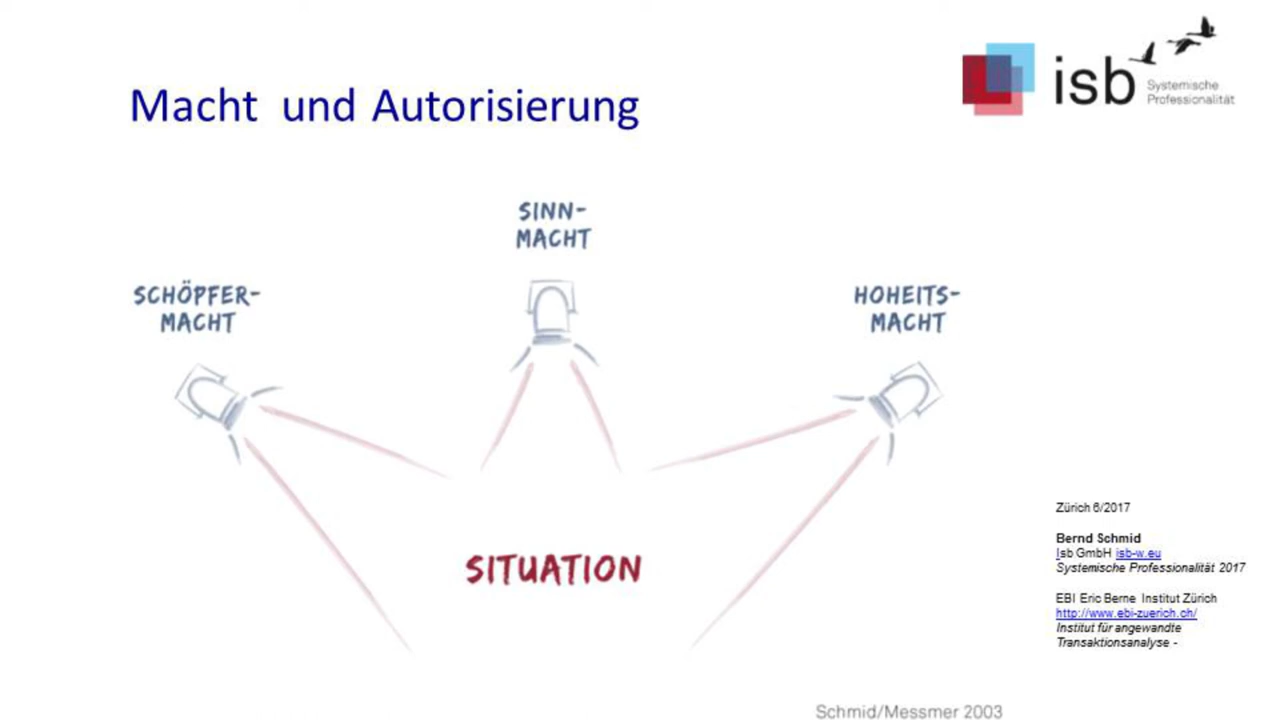 Macht und Autorisierung
isb
Systemische
Professionalität
SINN-
MACHT
SCHÖPFER-
MACHT
HOHEITS-
MACHT
SITUATION
Zürich 6/2017
Bernd Schmid
Isb GmbH isb-w.eu
Systemische Professionalität 2017
EBI Eric Berne Institut Zürich
http://www.ebi-zuerich.ch/
Institut für angewandte
Transaktionsanalyse -
Schmid/Messmer 2003